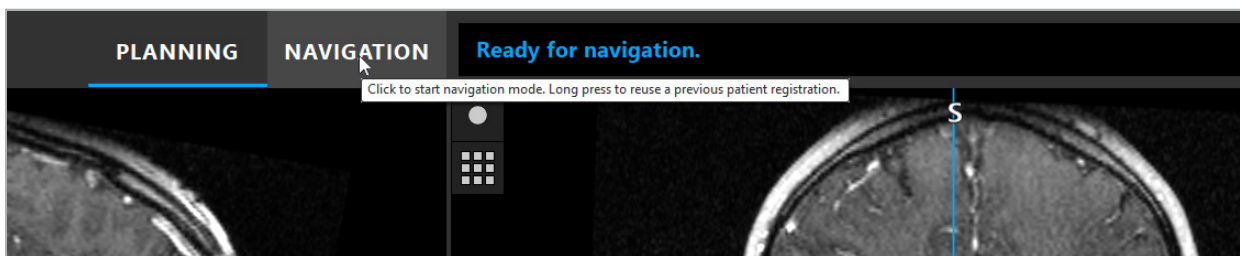 PLANNING NAVIGATION Ready for navigation.
Click to start navigation mode. Long press to reuse a previous patient registration.
S